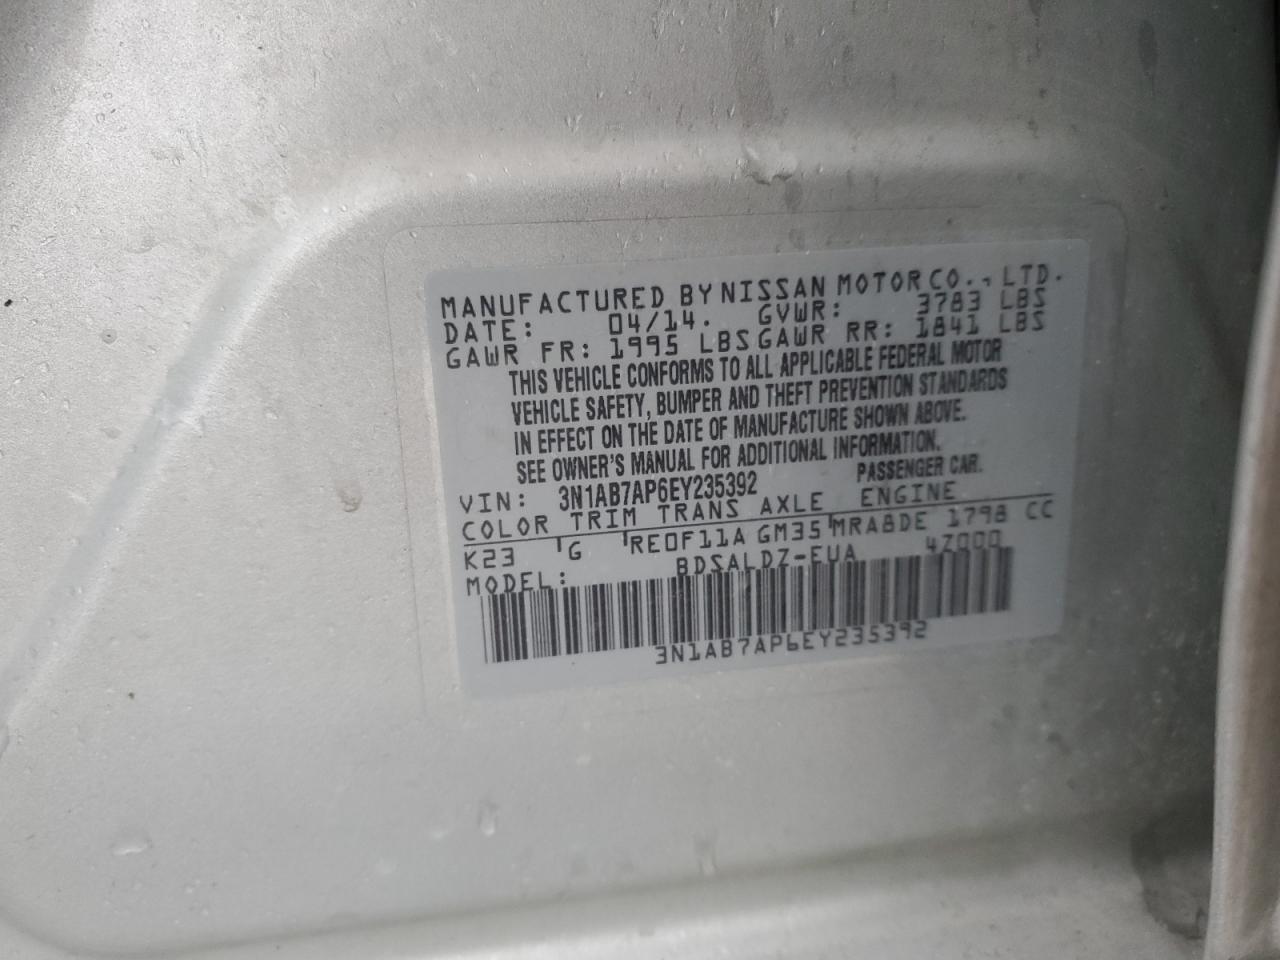 MANUFACTURED BY NISSAN MOTOR CO., LTD.
DATE: 04/14. GVWR: 3783 LBS
GAWR FR: 1995 LBS GAWR RR: 1841 LBS
THIS VEHICLE CONFORMS TO ALL APPLICABLE FEDERAL MOTOR
VEHICLE SAFETY, BUMPER AND THEFT PREVENTION STANDARDS
IN EFFECT ON THE DATE OF MANUFACTURE SHOWN ABOVE.
SEE OWNER'S MANUAL FOR ADDITIONAL INFORMATION.
VIN: 3N1AB7AP6EY235392 PASSENGER CAR.
COLOR TRIM TRANS AXLE ENGINE
K23 G RE0F11A GM35 MRA8DE 1798 CC
MODEL: BDSALDZ-EUA 4Z000
3N1AB7AP6EY235392